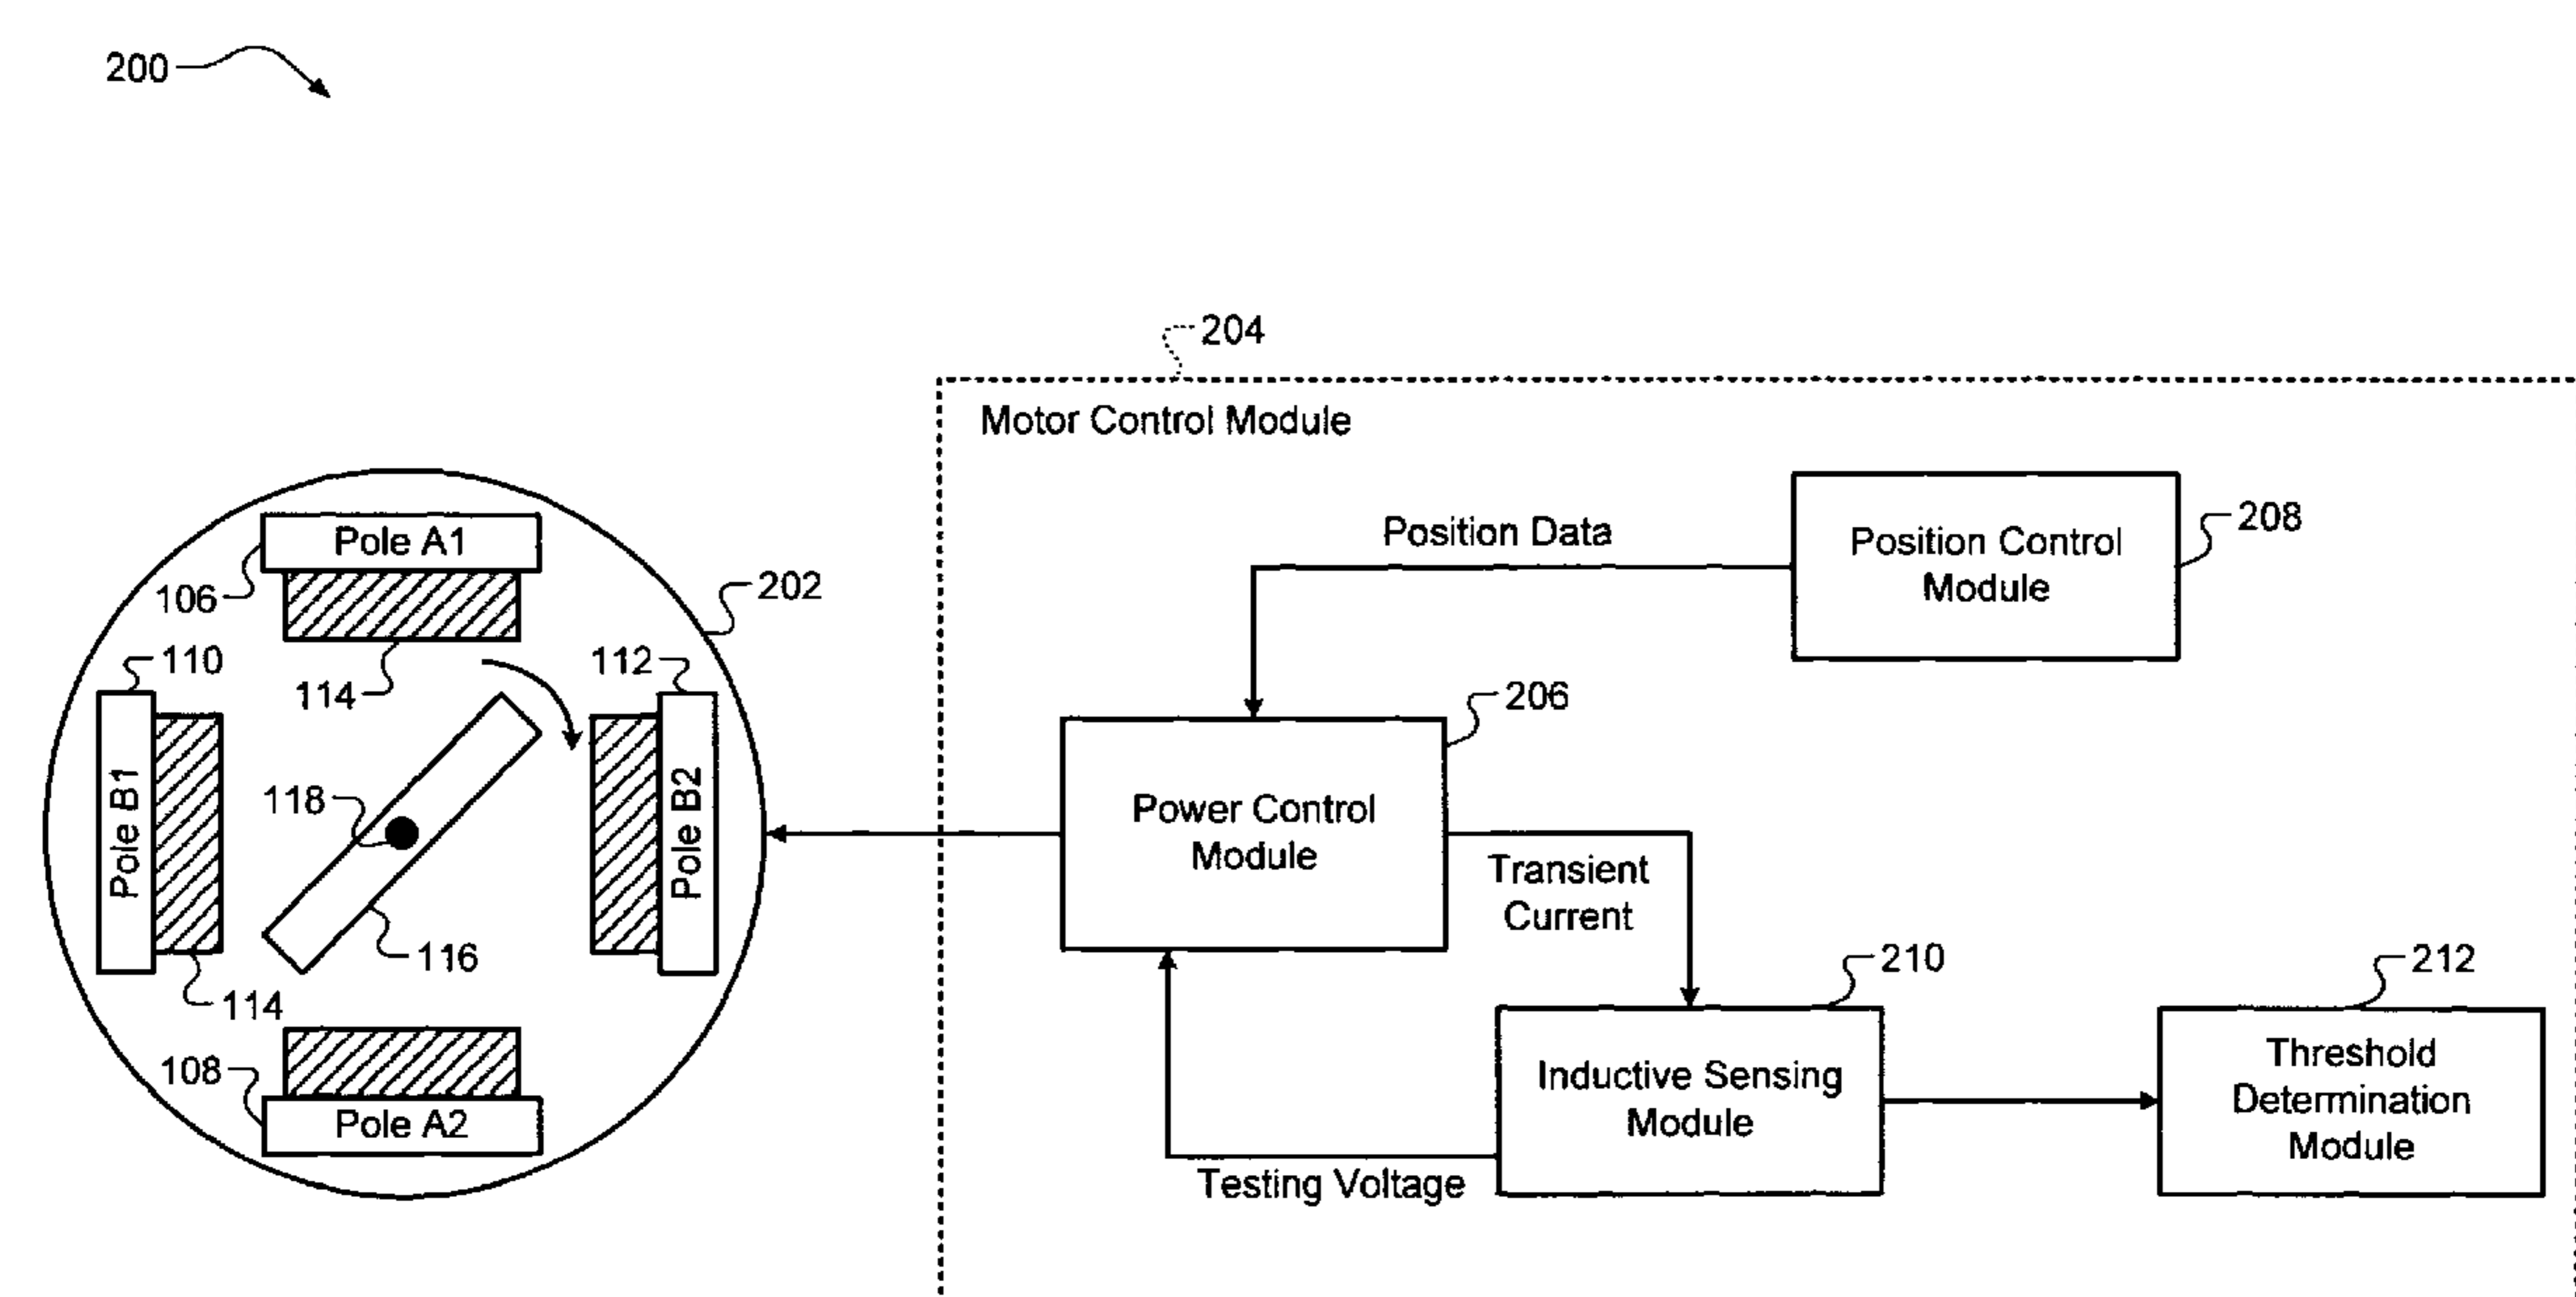 200
204
Motor Control Module
Position Control
Module
208
Position Data
Pole A1
106
114
202
110
112
Pole B1
Pole B2
118
116
114
108
Pole A2
206
Power Control
Module
Transient
Current
210
212
Inductive Sensing
Module
Threshold
Determination
Module
Testing Voltage